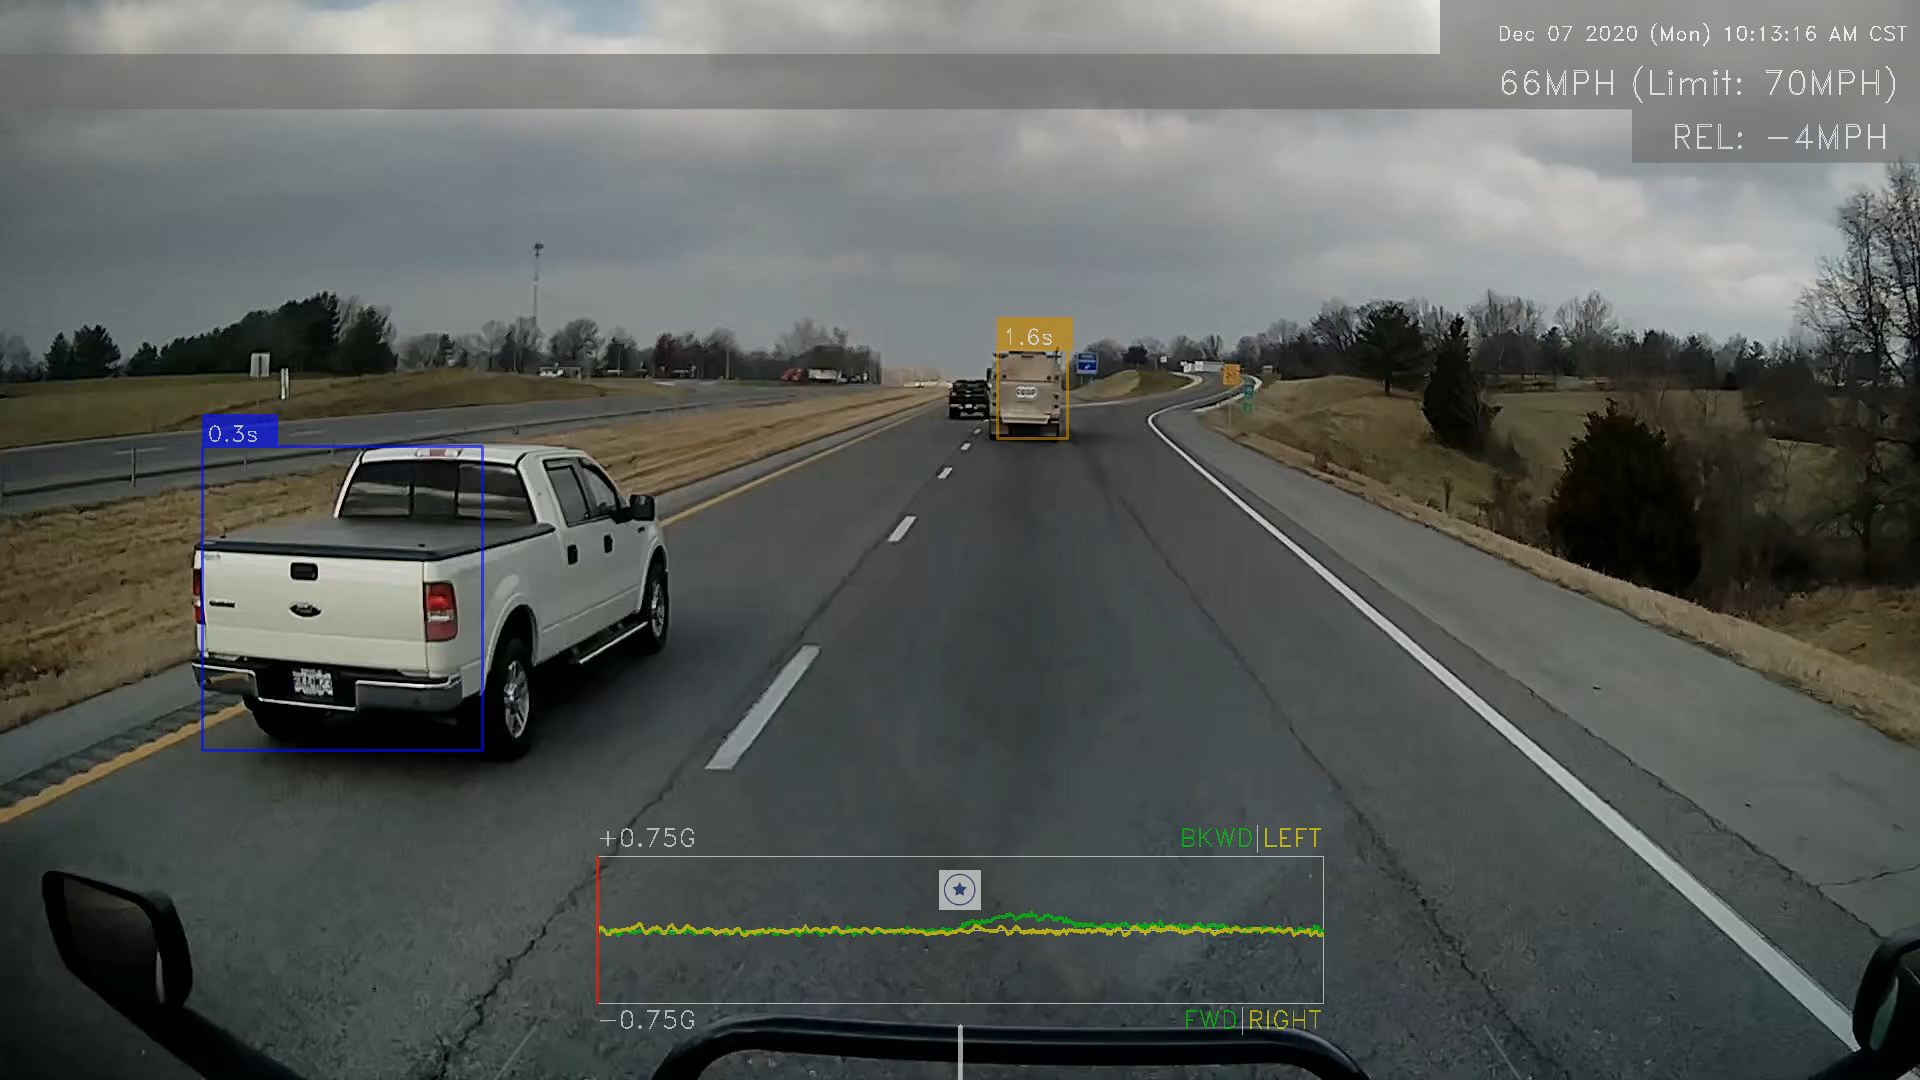 Dec 07 2020 (Mon) 10:13:16 AM CST
66MPH (Limit: 70MPH)
REL: -4MPH
1.6s
0.3s
+0.75G
BKWD|LEFT
-0.75G
FWD|RIGHT